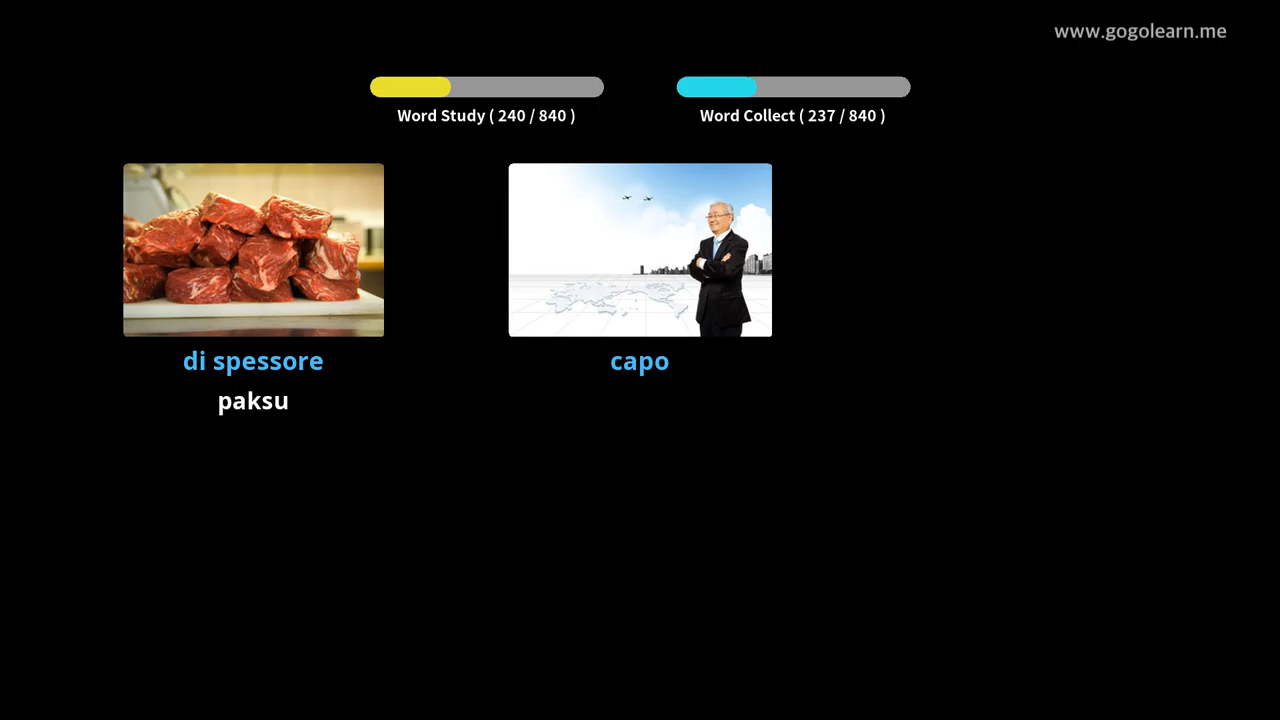 www.gogolearn.me
Word Study ( 240 / 840 )
Word Collect ( 237 / 840 )
di spessore
capo
paksu